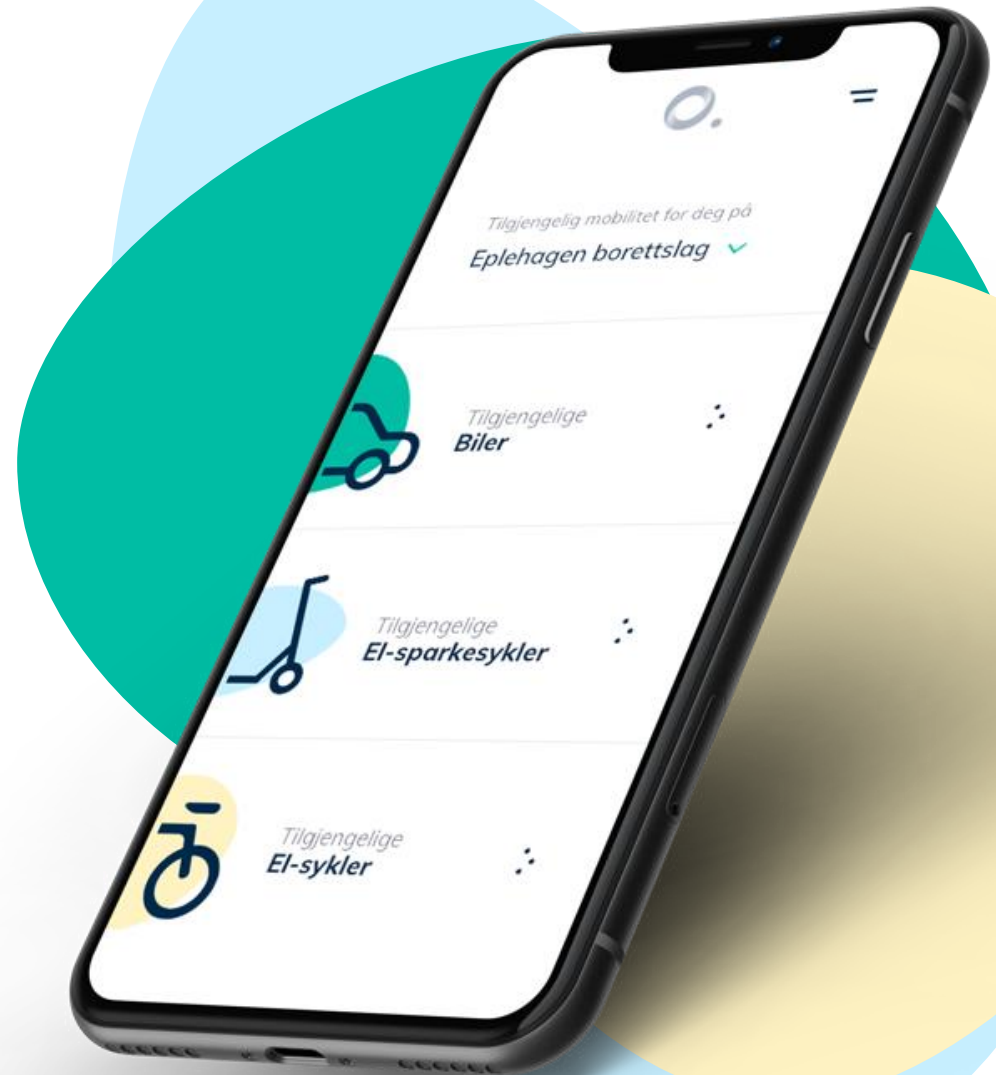 Tilgjengelig mobilitet for deg på
Eplehagen borettslag
Tilgjengelige
Biler
Tilgjengelige
El-sparkesykler
Tilgjengelige
El-sykler